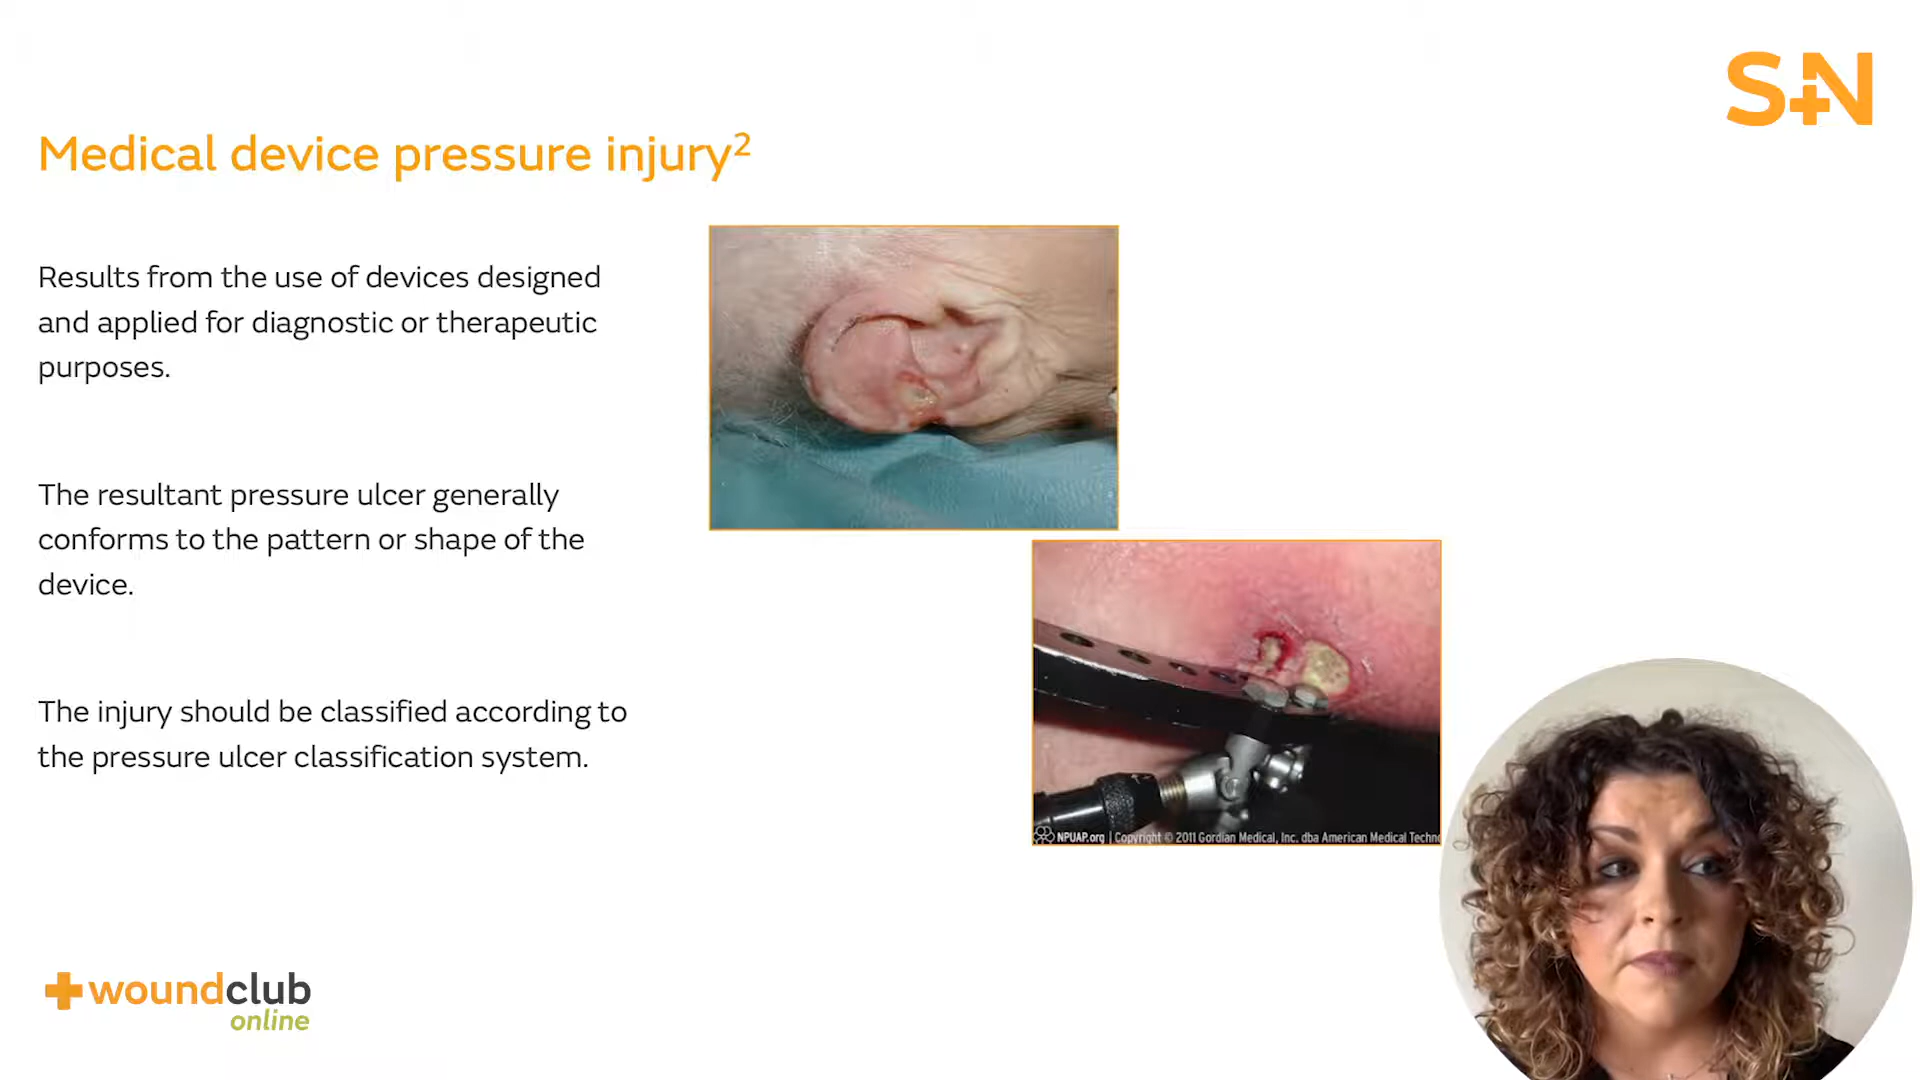 S+N
Medical device pressure injury²
Results from the use of devices designed
and applied for diagnostic or therapeutic
purposes.
The resultant pressure ulcer generally
conforms to the pattern or shape of the
device.
The injury should be classified according to
the pressure ulcer classification system.
NPUAP.org | Copyright © 2011 Gordian Medical, Inc. dba American Medical Techno
woundclub
online